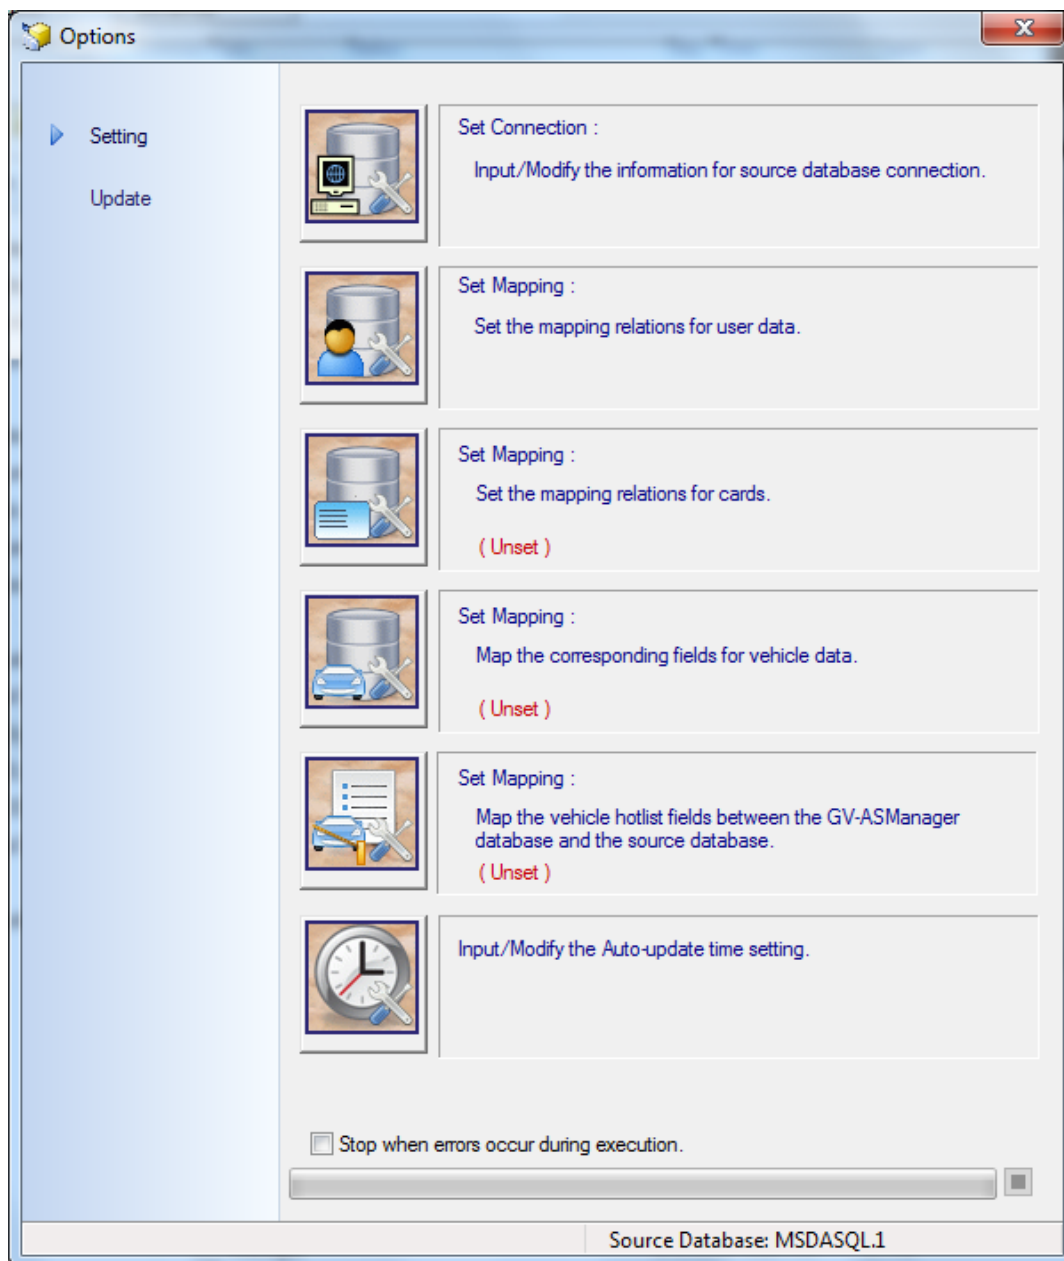 Options
Setting
Update
Set Connection :
Input/Modify the information for source database connection.
Set Mapping :
Set the mapping relations for user data.
Set Mapping :
Set the mapping relations for cards.
( Unset )
Set Mapping :
Map the corresponding fields for vehicle data.
( Unset )
Set Mapping :
Map the vehicle hotlist fields between the GV-ASManager
database and the source database.
( Unset )
Input/Modify the Auto-update time setting.
Stop when errors occur during execution.
Source Database: MSDASQL.1